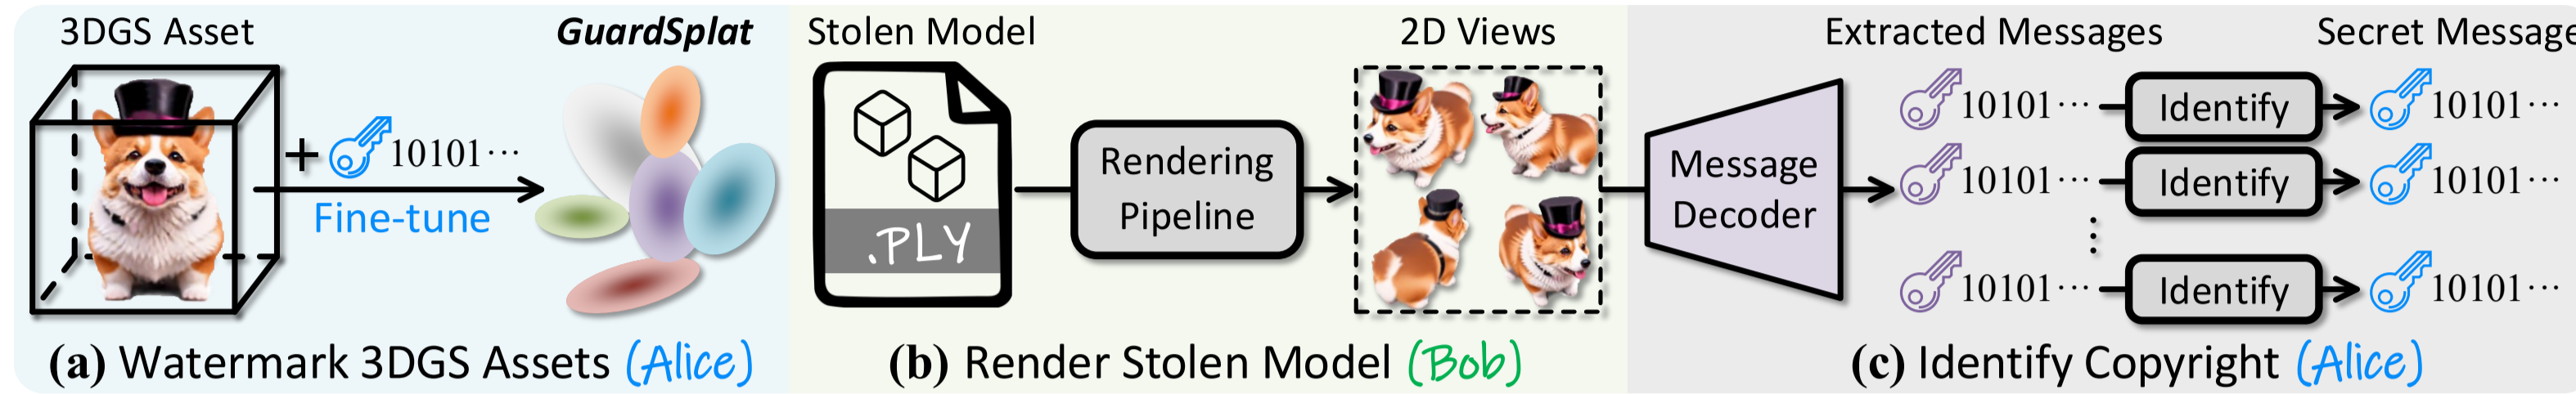 3DGS Asset
GuardSplat
+ 10101···
Fine-tune
(a) Watermark 3DGS Assets (Alice)
Stolen Model
2D Views
.PLY
Rendering
Pipeline
(b) Render Stolen Model (Bob)
Extracted Messages
Secret Message
Message
Decoder
10101··· Identify 10101···
10101··· Identify 10101···
10101··· Identify 10101···
(c) Identify Copyright (Alice)